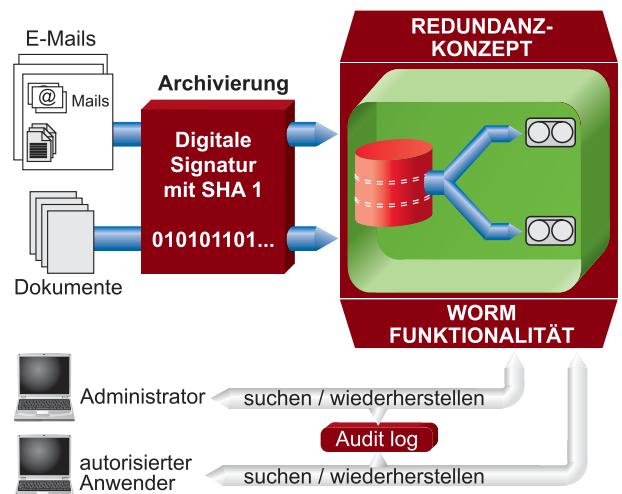 E-Mails
@
Mails
Dokumente
Archivierung
Digitale
Signatur
mit SHA 1
010101101...
REDUNDANZ-
KONZEPT
WORM
FUNKTIONALITÄT
Administrator
suchen / wiederherstellen
Audit log
autorisierter
Anwender
suchen / wiederherstellen